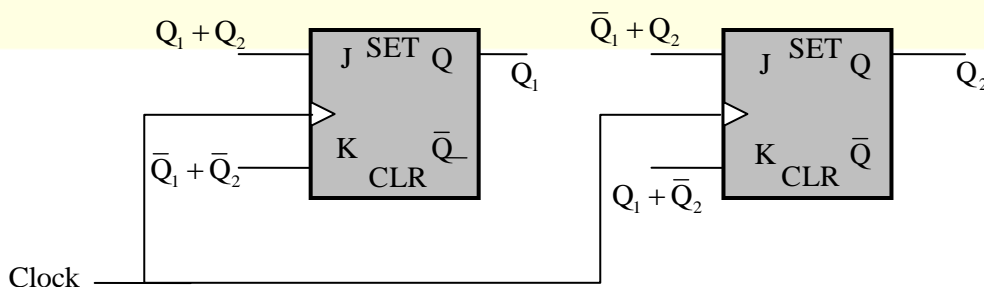 Q₁ + Q₂
J SET Q
Q₁
K Q̄
CLR
Q̄₁ + Q̄₂
Q̄₁ + Q₂
J SET Q
Q₂
K Q̄
CLR
Q₁ + Q̄₂
Clock